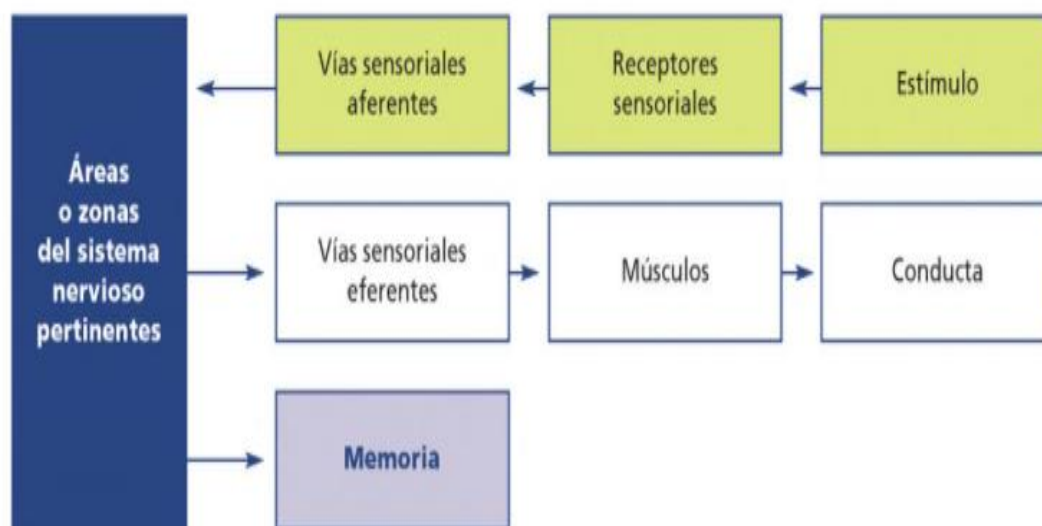 Vías sensoriales
aferentes
Receptores
sensoriales
Estímulo
Áreas
o zonas
del sistema
nervioso
pertinentes
Vías sensoriales
eferentes
Músculos
Conducta
Memoria